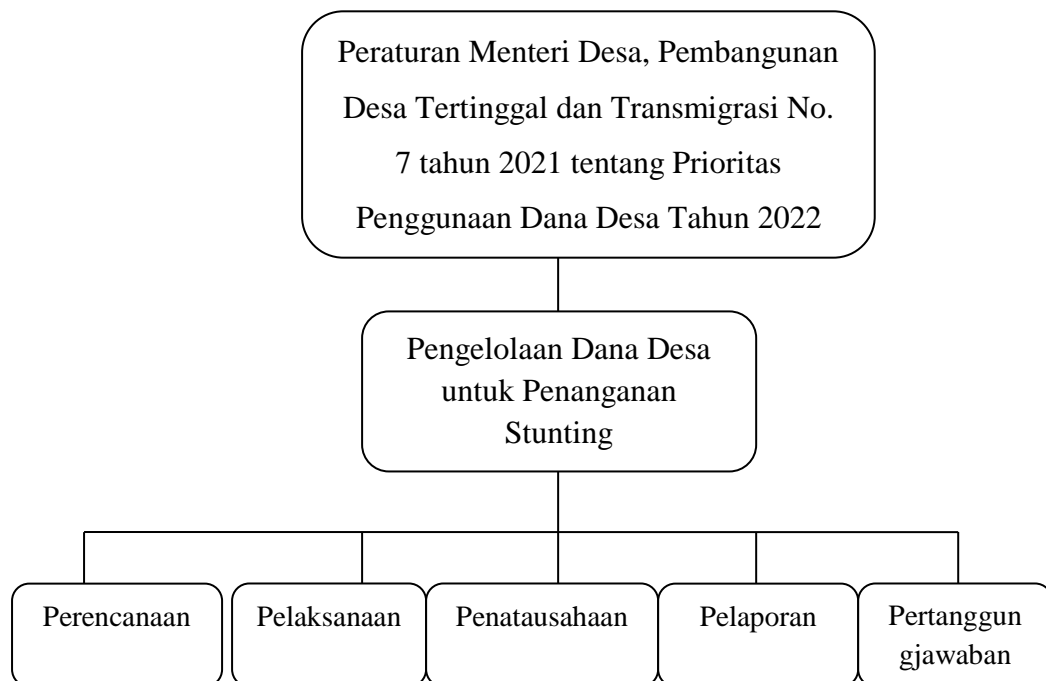 Peraturan Menteri Desa, Pembangunan
Desa Tertinggal dan Transmigrasi No.
7 tahun 2021 tentang Prioritas
Penggunaan Dana Desa Tahun 2022
Pengelolaan Dana Desa
untuk Penanganan
Stunting
Perencanaan
Pelaksanaan
Penatausahaan
Pelaporan
Pertanggun
gjawaban